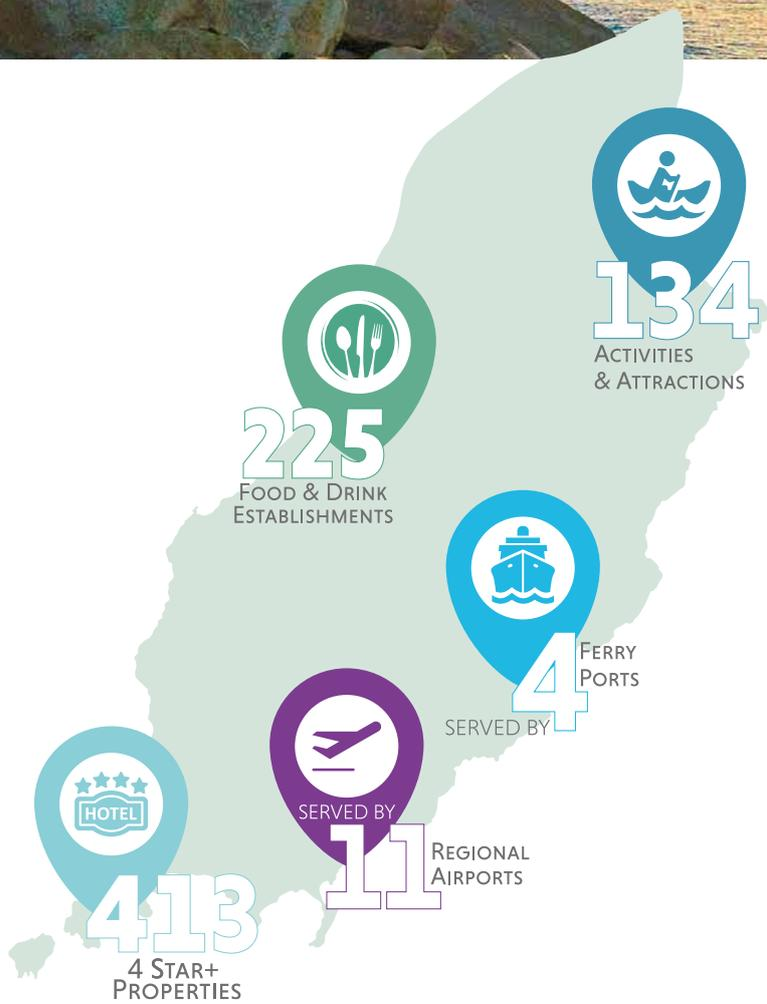 134
ACTIVITIES
& ATTRACTIONS
225
FOOD & DRINK
ESTABLISHMENTS
SERVED BY 4 FERRY
PORTS
HOTEL
413
4 STAR+
PROPERTIES
SERVED BY
11 REGIONAL
AIRPORTS